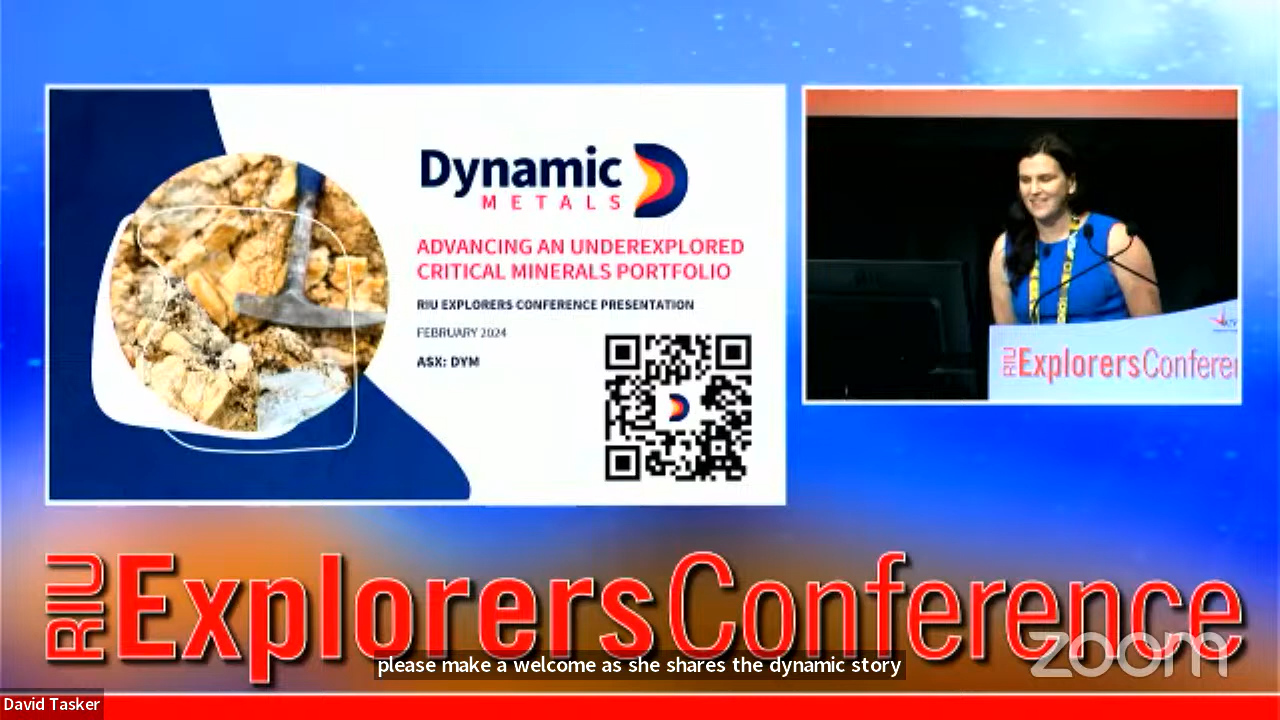 Dynamic
METALS
ADVANCING AN UNDEREXPLORED
CRITICAL MINERALS PORTFOLIO
RIU EXPLORERS CONFERENCE PRESENTATION
FEBRUARY 2024
ASX: DYM
RIU ExplorersConferen
RIU ExplorersConference
zoom
please make a welcome as she shares the dynamic story
David Tasker